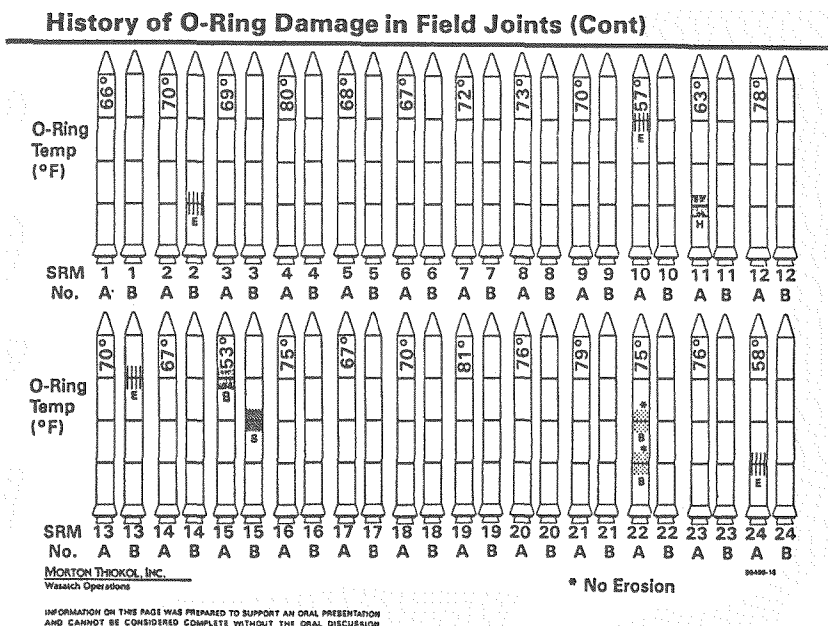 History of O-Ring Damage in Field Joints (Cont)
66° 70° 69° 80° 68° 67° 72° 73° 70° 57° 63° 78°
O-Ring
Temp
(°F)
E
E
H
SRM 1 1 2 2 3 3 4 4 5 5 6 6 7 7 8 8 9 9 10 10 11 11 12 12
No. A B A B A B A B A B A B A B A B A B A B A B A B
70° 67° 53° 75° 67° 70° 81° 76° 79° 75° 76° 58°
O-Ring
Temp
(°F)
E
B
S
*
B
*
B
E
SRM 13 13 14 14 15 15 16 16 17 17 18 18 19 19 20 20 21 21 22 22 23 23 24 24
No. A B A B A B A B A B A B A B A B A B A B A B A B
MORTON THIOKOL, INC.
Wasatch Operations
* No Erosion
INFORMATION ON THIS PAGE WAS PREPARED TO SUPPORT AN ORAL PRESENTATION
AND CANNOT BE CONSIDERED COMPLETE WITHOUT THE ORAL DISCUSSION